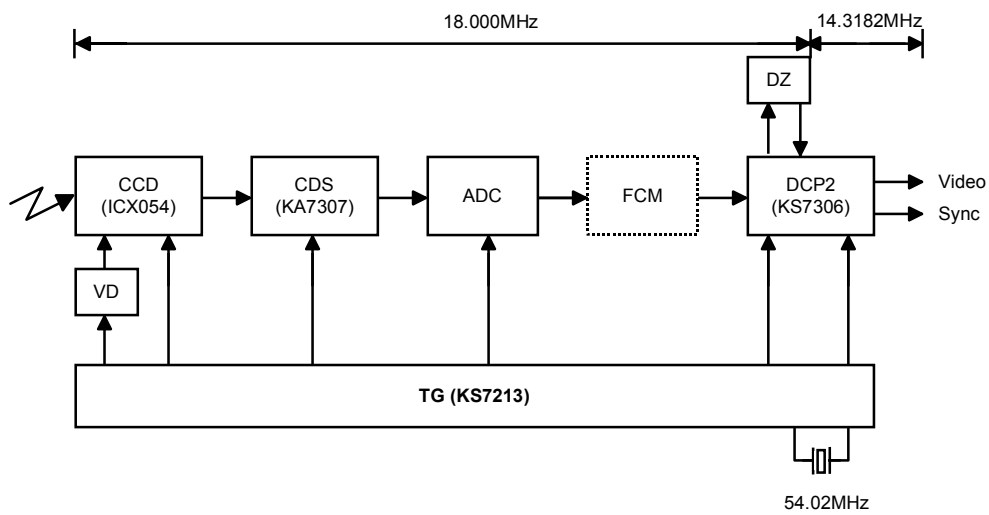 18.000MHz
14.3182MHz
DZ
CCD
(ICX054)
CDS
(KA7307)
ADC
FCM
DCP2
(KS7306)
Video
Sync
VD
TG (KS7213)
54.02MHz